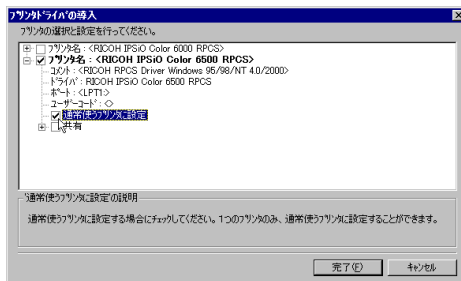 プリンタドライバの導入
プリンタの選択と設定を行ってください。
プリンタ名 : <RICOH IPSiO Color 6000 RPCS>
プリンタ名 : <RICOH IPSiO Color 6500 RPCS>
コメント : <RICOH RPCS Driver Windows 95/98/NT 4.0/2000>
ドライバ : RICOH IPSiO Color 6500 RPCS
ポート : <LPT1:>
ユーザーコード : <>
通常使うプリンタに設定
共有
'通常使うプリンタに設定'の説明
通常使うプリンタに設定する場合にチェックしてください。1つのプリンタのみ、通常使うプリンタに設定することができます。
完了(F)
キャンセル